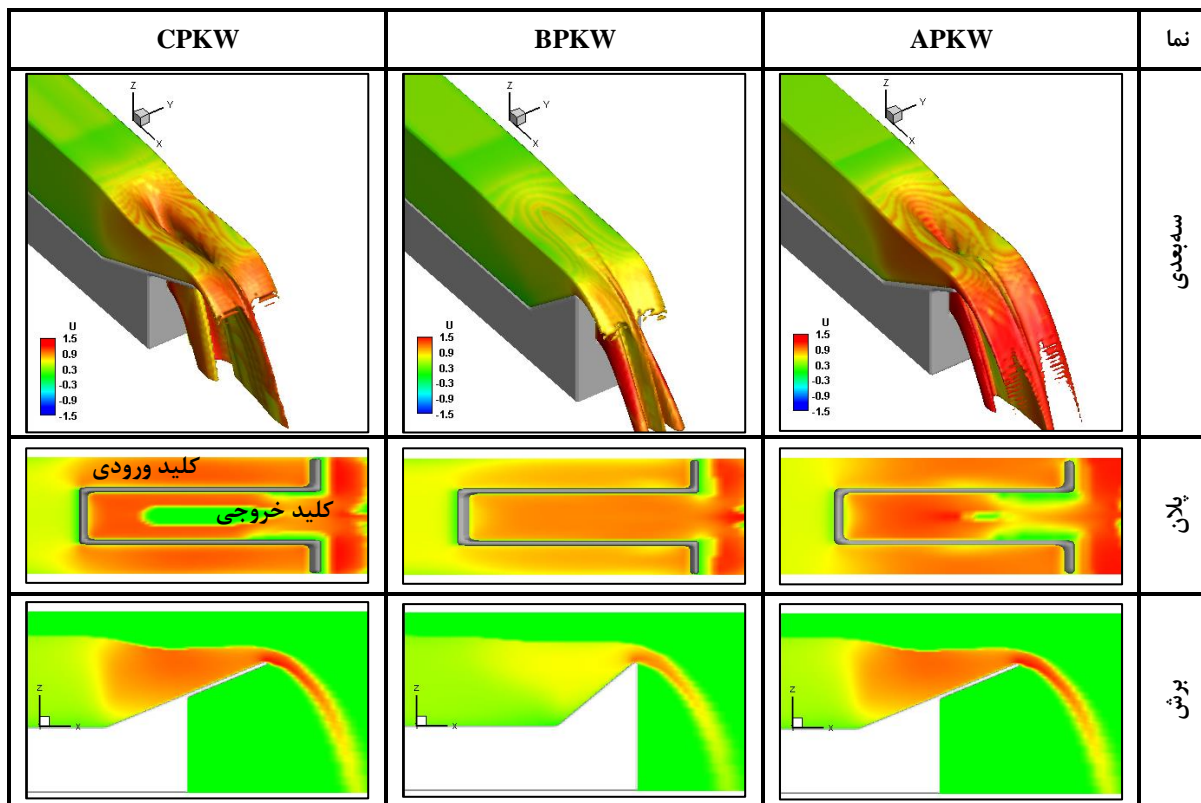 نما
APKW
BPKW
CPKW
سه‌بعدی
Z
Y
X
U
1.5
0.9
0.3
-0.3
-0.9
-1.5
Z
Y
X
U
1.5
0.9
0.3
-0.3
-0.9
-1.5
Z
Y
X
U
1.5
0.9
0.3
-0.3
-0.9
-1.5
پلان
کلید ورودی
کلید خروجی
برش
Z
X
Z
X
Z
X